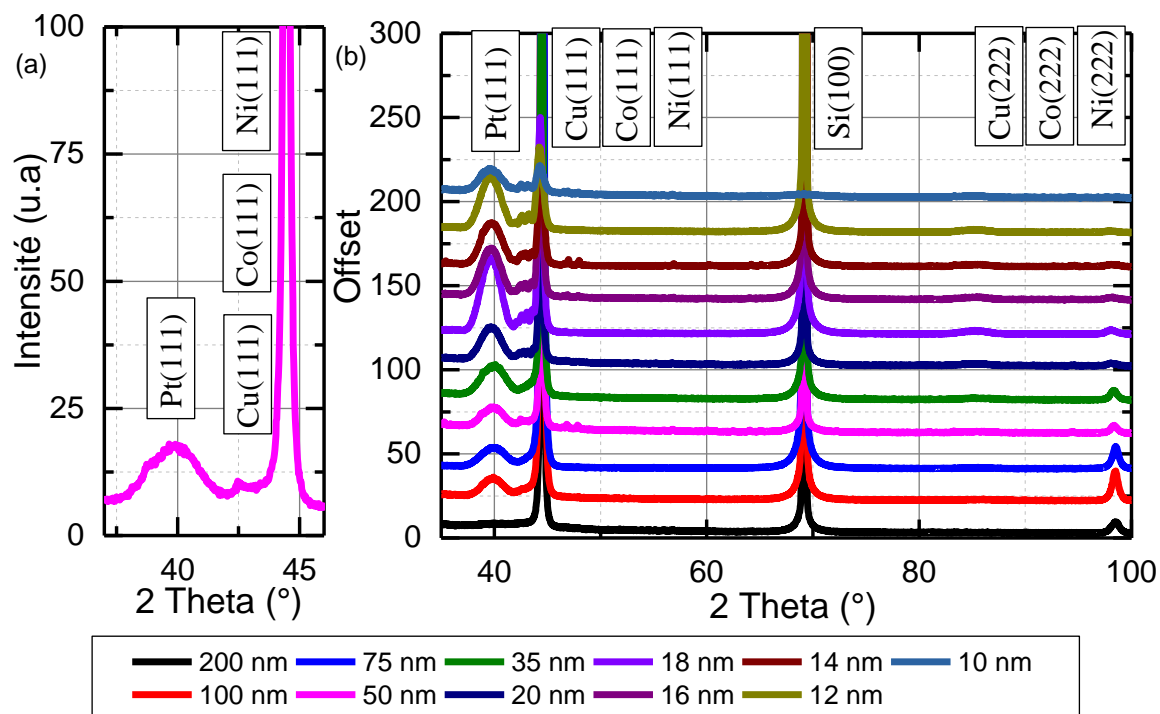 (a)
Intensité (u.a)
100
75
50
25
0
Pt(111)
Cu(111)
Co(111)
Ni(111)
40
45
2 Theta (°)
(b)
Offset
300
250
200
150
100
50
0
Pt(111)
Cu(111)
Co(111)
Ni(111)
Si(100)
Cu(222)
Co(222)
Ni(222)
40
60
80
100
2 Theta (°)
200 nm 75 nm 35 nm 18 nm 14 nm 10 nm
100 nm 50 nm 20 nm 16 nm 12 nm